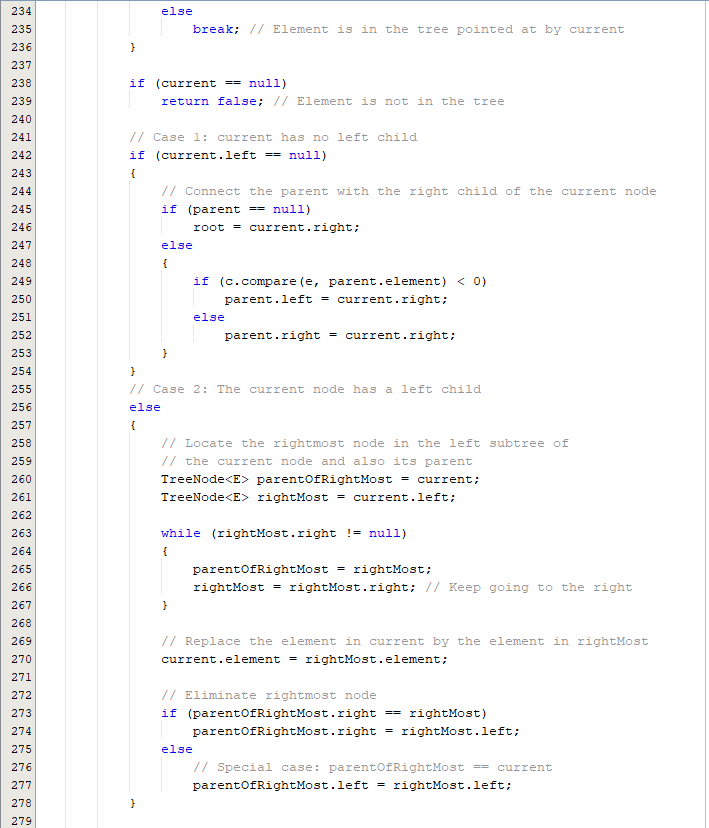 234 else
235 break; // Element is in the tree pointed at by current
236 }
237
238 if (current == null)
239 return false; // Element is not in the tree
240
241 // Case 1: current has no left child
242 if (current.left == null)
243 {
244 // Connect the parent with the right child of the current node
245 if (parent == null)
246 root = current.right;
247 else
248 {
249 if (c.compare(e, parent.element) < 0)
250 parent.left = current.right;
251 else
252 parent.right = current.right;
253 }
254 }
255 // Case 2: The current node has a left child
256 else
257 {
258 // Locate the rightmost node in the left subtree of
259 // the current node and also its parent
260 TreeNode<E> parentOfRightMost = current;
261 TreeNode<E> rightMost = current.left;
262
263 while (rightMost.right != null)
264 {
265 parentOfRightMost = rightMost;
266 rightMost = rightMost.right; // Keep going to the right
267 }
268
269 // Replace the element in current by the element in rightMost
270 current.element = rightMost.element;
271
272 // Eliminate rightmost node
273 if (parentOfRightMost.right == rightMost)
274 parentOfRightMost.right = rightMost.left;
275 else
276 // Special case: parentOfRightMost == current
277 parentOfRightMost.left = rightMost.left;
278 }
279